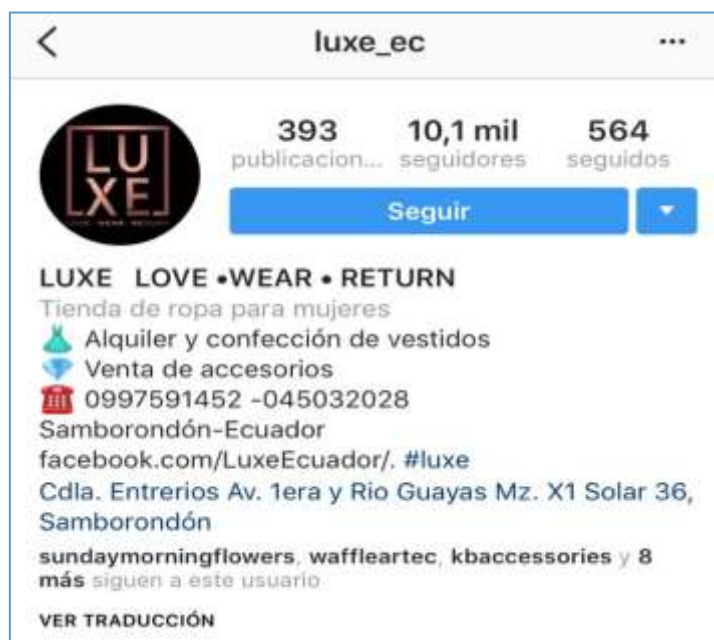 luxe_ec
LU
XE
393 10,1 mil 564
publicacion... seguidores seguidos
Seguir
LUXE LOVE •WEAR • RETURN
Tienda de ropa para mujeres
Alquiler y confección de vestidos
Venta de accesorios
0997591452 -045032028
Samborondón-Ecuador
facebook.com/LuxeEcuador/. #luxe
Cdla. Entrerios Av. 1era y Rio Guayas Mz. X1 Solar 36,
Samborondón
sundaymorningflowers, waffleartec, kbaccessories y 8
más siguen a este usuario
VER TRADUCCIÓN